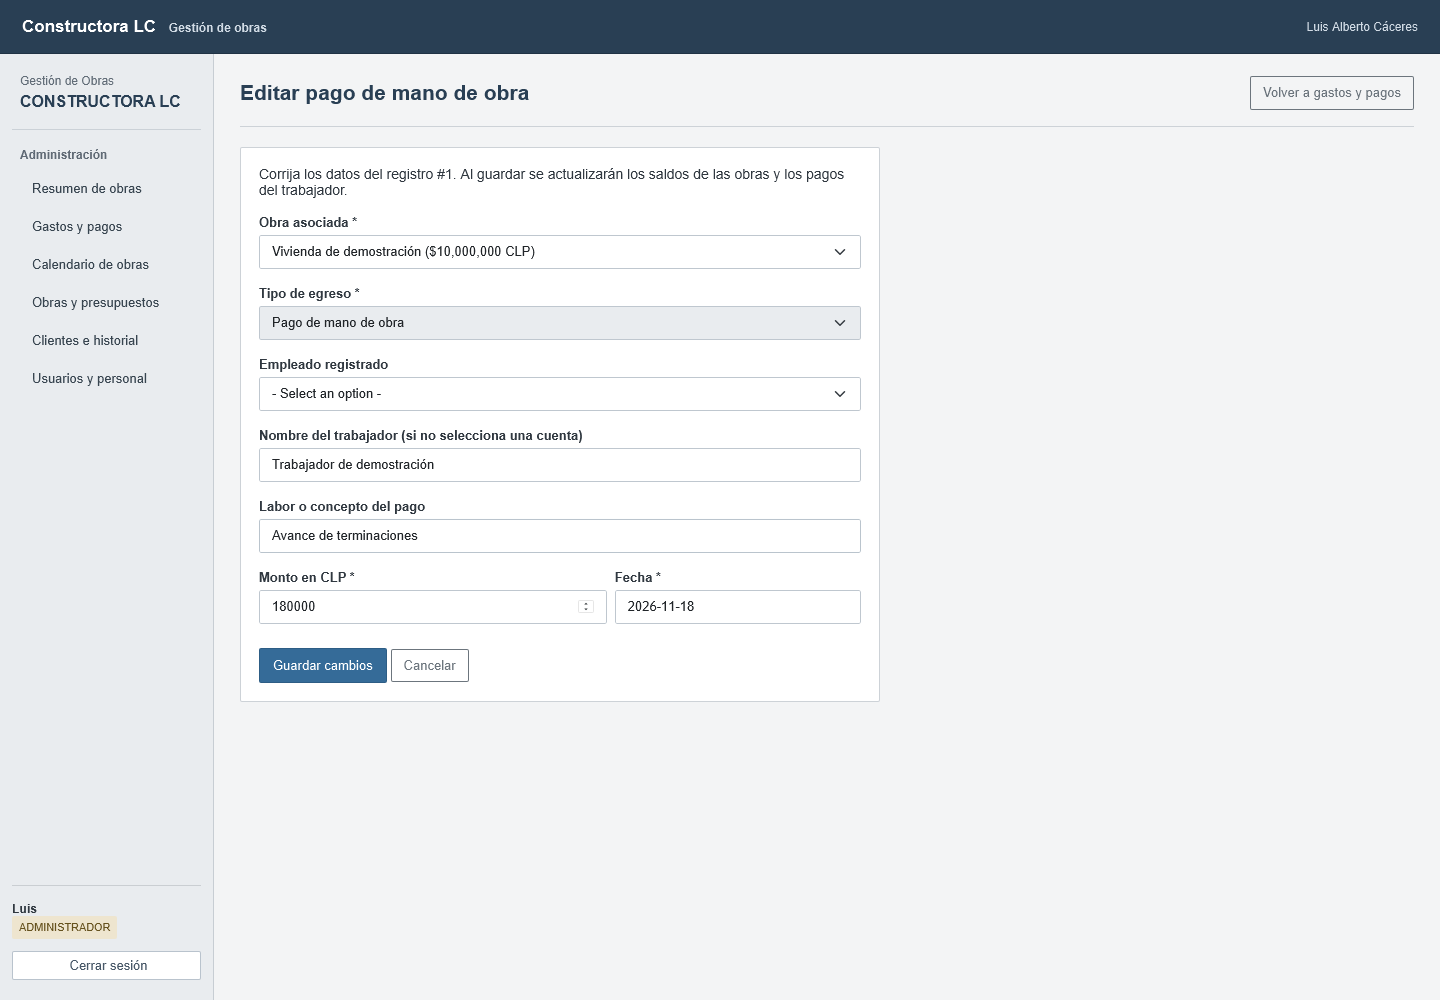 Constructora LC Gestión de obras
Luis Alberto Cáceres
Gestión de Obras
CONSTRUCTORA LC
Administración
Resumen de obras
Gastos y pagos
Calendario de obras
Obras y presupuestos
Clientes e historial
Usuarios y personal
Luis
ADMINISTRADOR
Cerrar sesión
Editar pago de mano de obra
Volver a gastos y pagos
Corrija los datos del registro #1. Al guardar se actualizarán los saldos de las obras y los pagos
del trabajador.
Obra asociada *
Vivienda de demostración ($10,000,000 CLP)
Tipo de egreso *
Pago de mano de obra
Empleado registrado
- Select an option -
Nombre del trabajador (si no selecciona una cuenta)
Trabajador de demostración
Labor o concepto del pago
Avance de terminaciones
Monto en CLP * Fecha *
180000 2026-11-18
Guardar cambios Cancelar